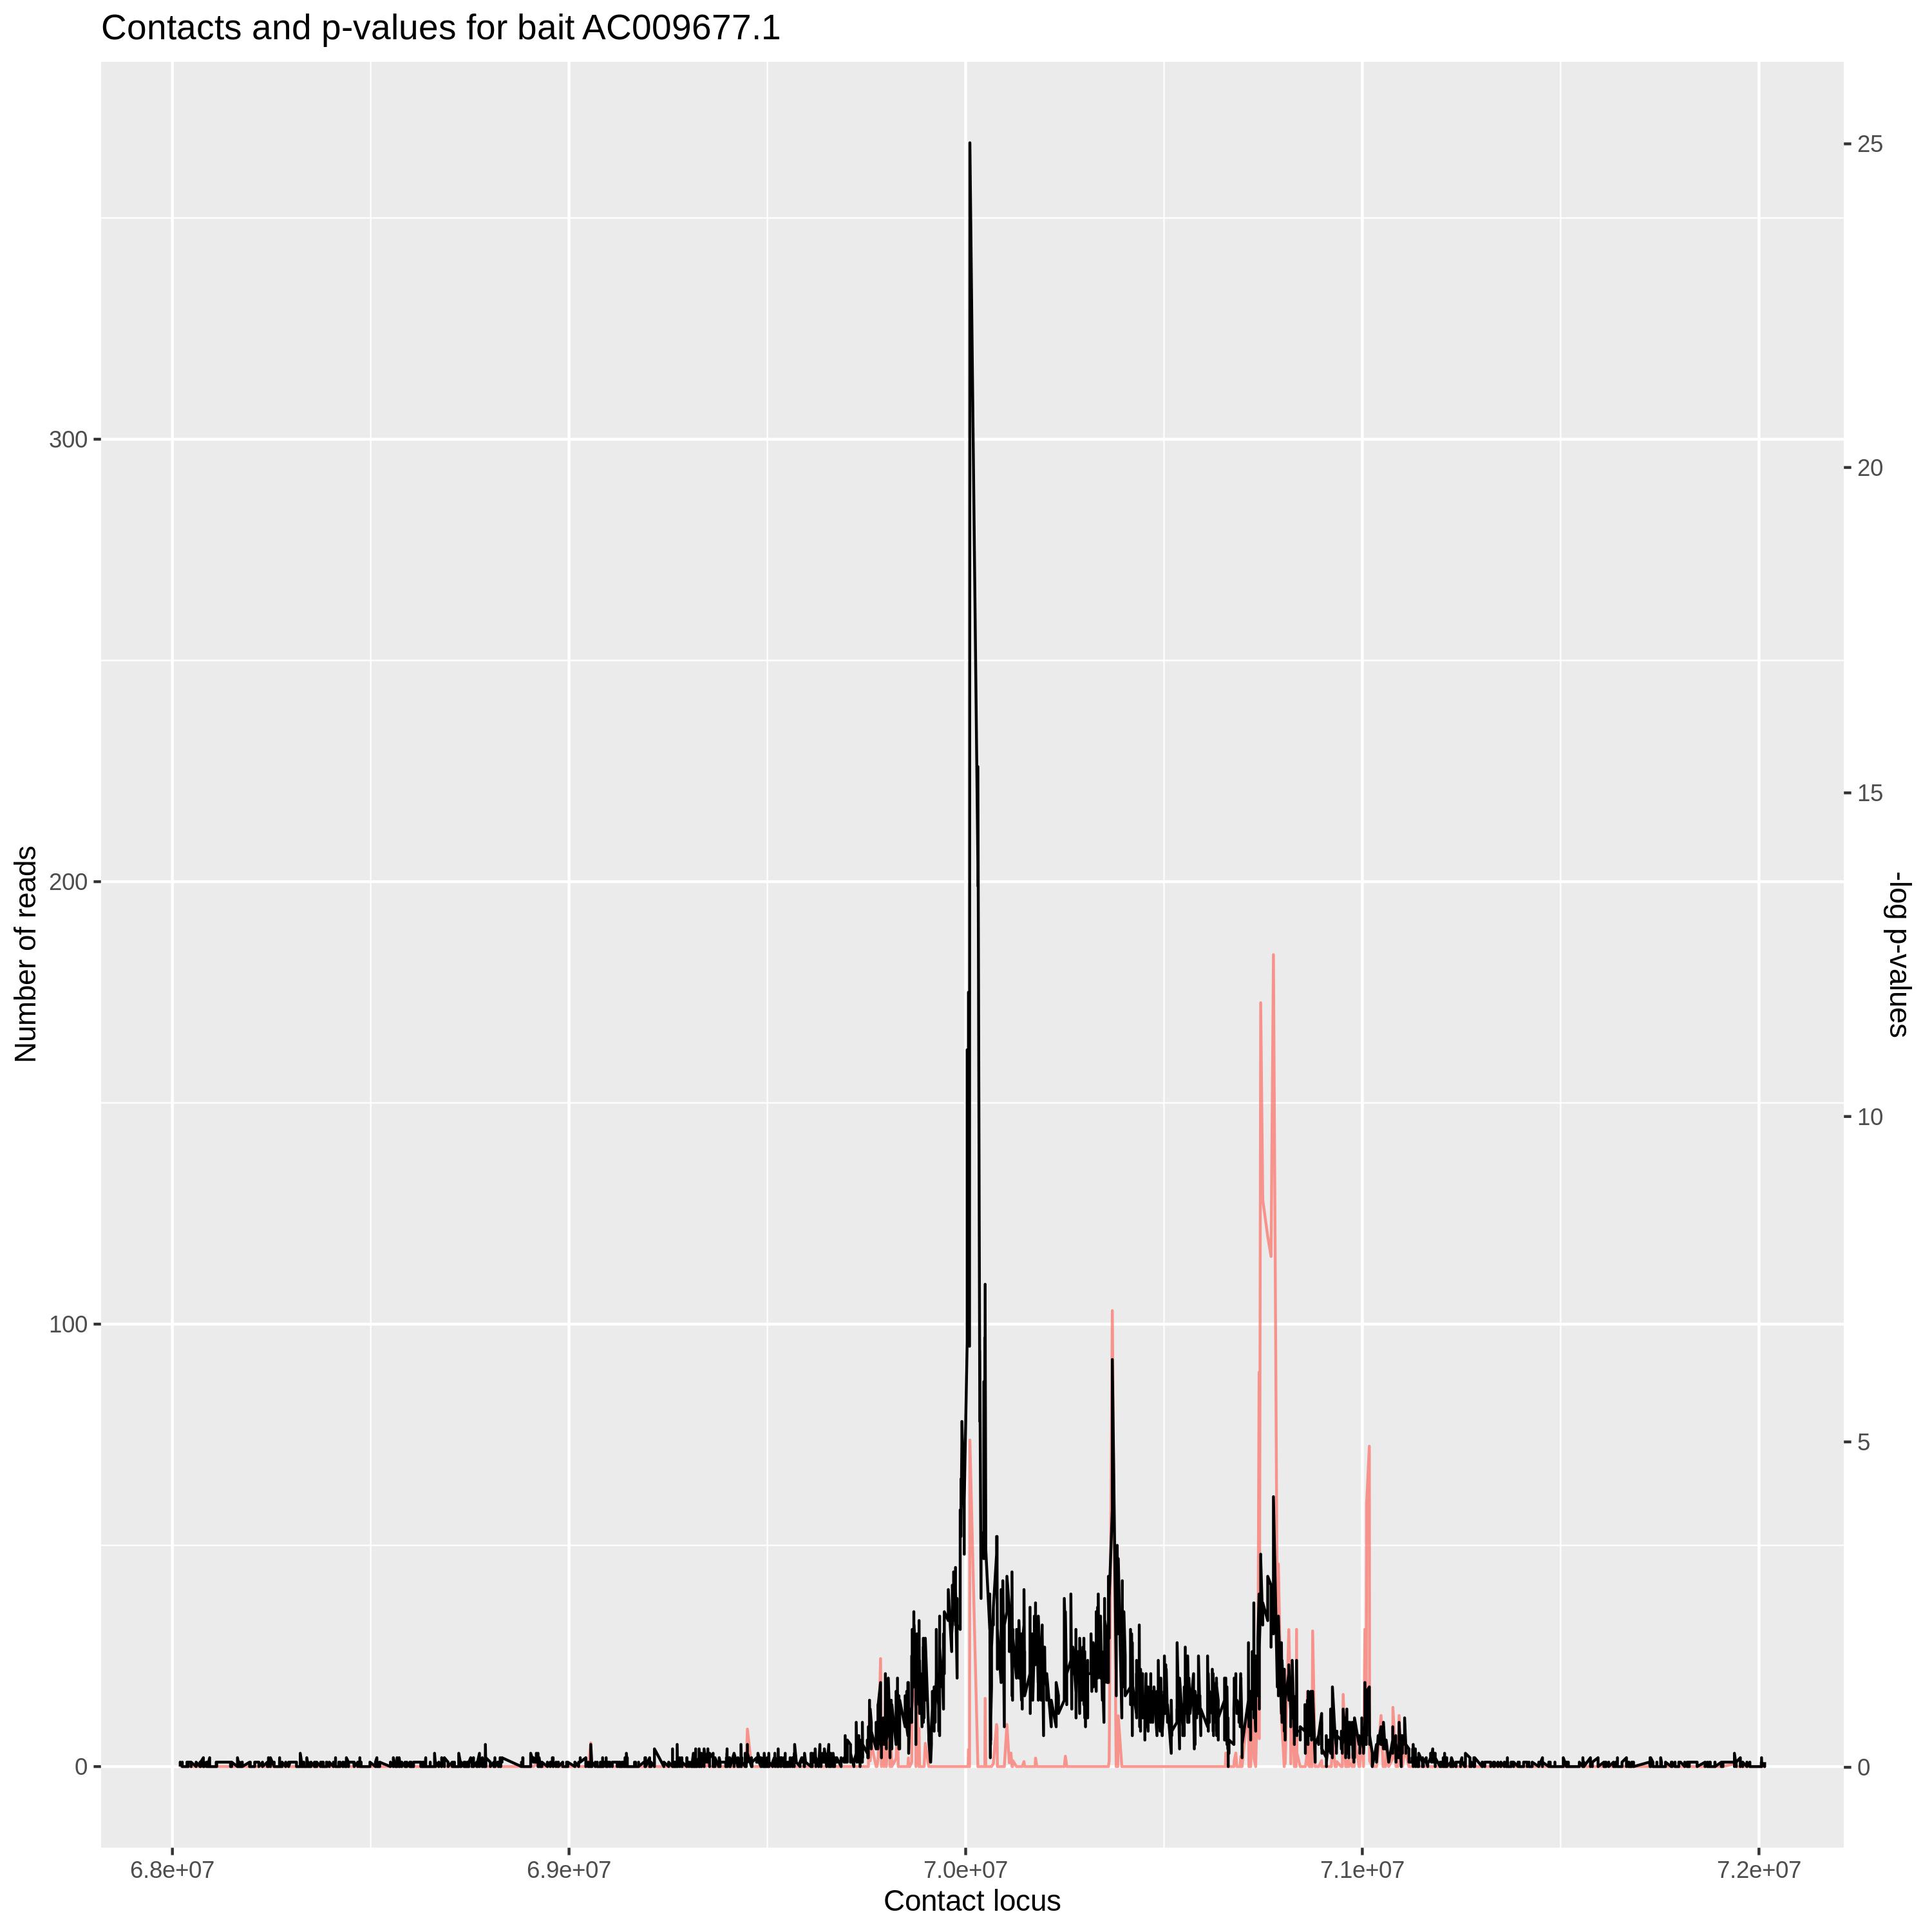 Contacts and p-values for bait AC009677.1
25
300
20
15
200
10
100
5
0
0
Number of reads
-log p-values
6.8e+07
6.9e+07
7.0e+07
7.1e+07
7.2e+07
Contact locus